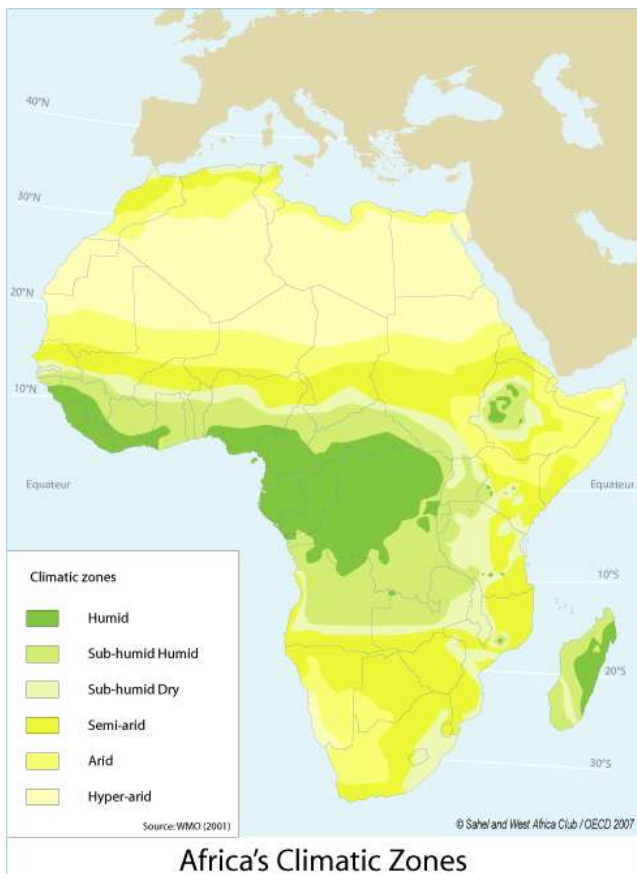 40°N
30°N
20°N
10°N
Equateur
Equateur
10°S
20°S
30°S
Climatic zones
Humid
Sub-humid Humid
Sub-humid Dry
Semi-arid
Arid
Hyper-arid
Source: WMO (2001)
© Sahel and West Africa Club / OECD 2007
Africa's Climatic Zones